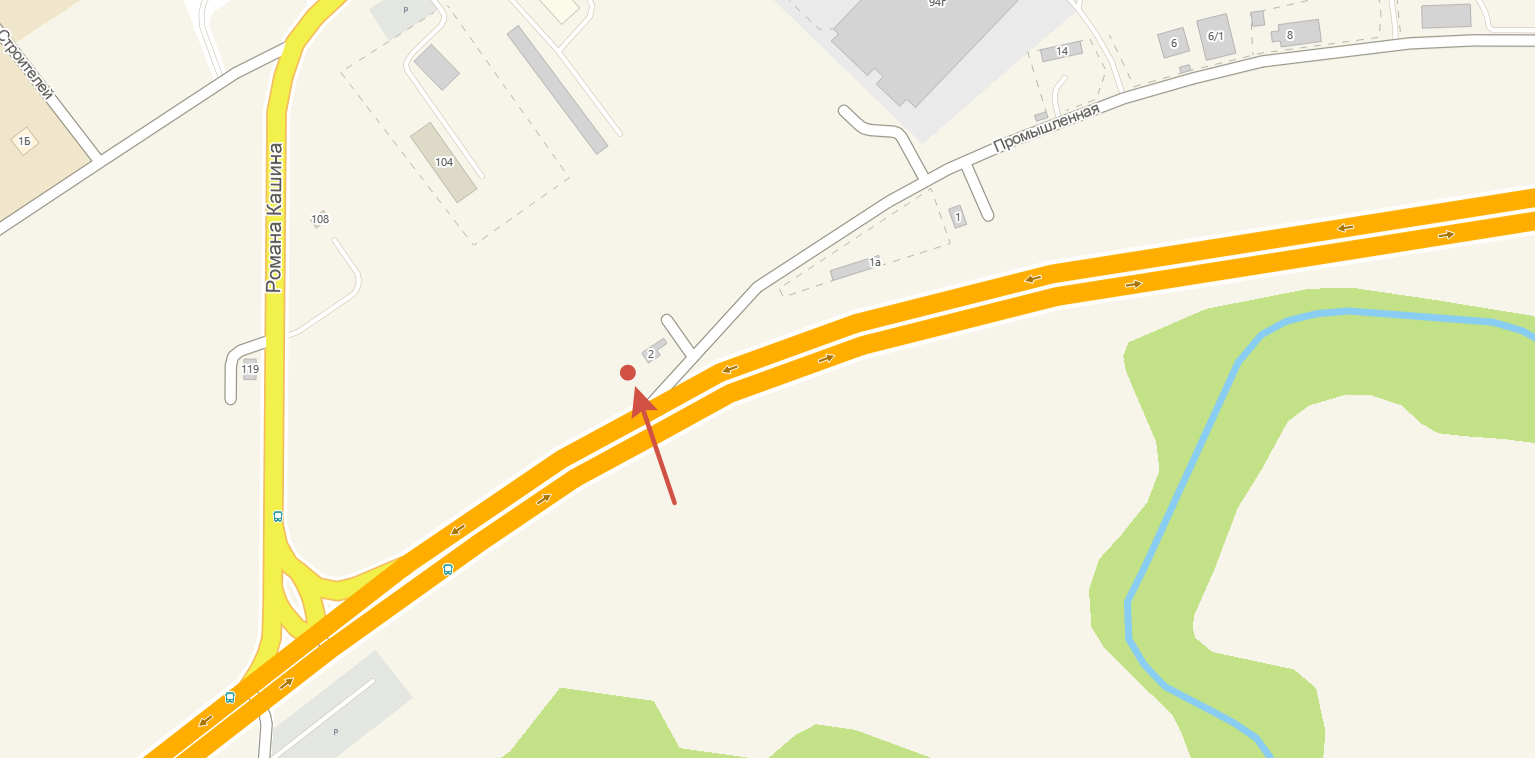 Строителей
1Б
P
94Г
14
6
6/1
8
Промышленная
104
Романа Кашина
108
1
1а
2
119
P